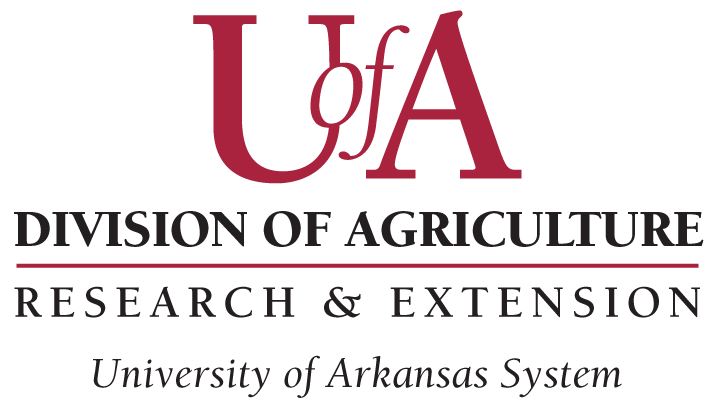 UofA
DIVISION OF AGRICULTURE
RESEARCH & EXTENSION
University of Arkansas System